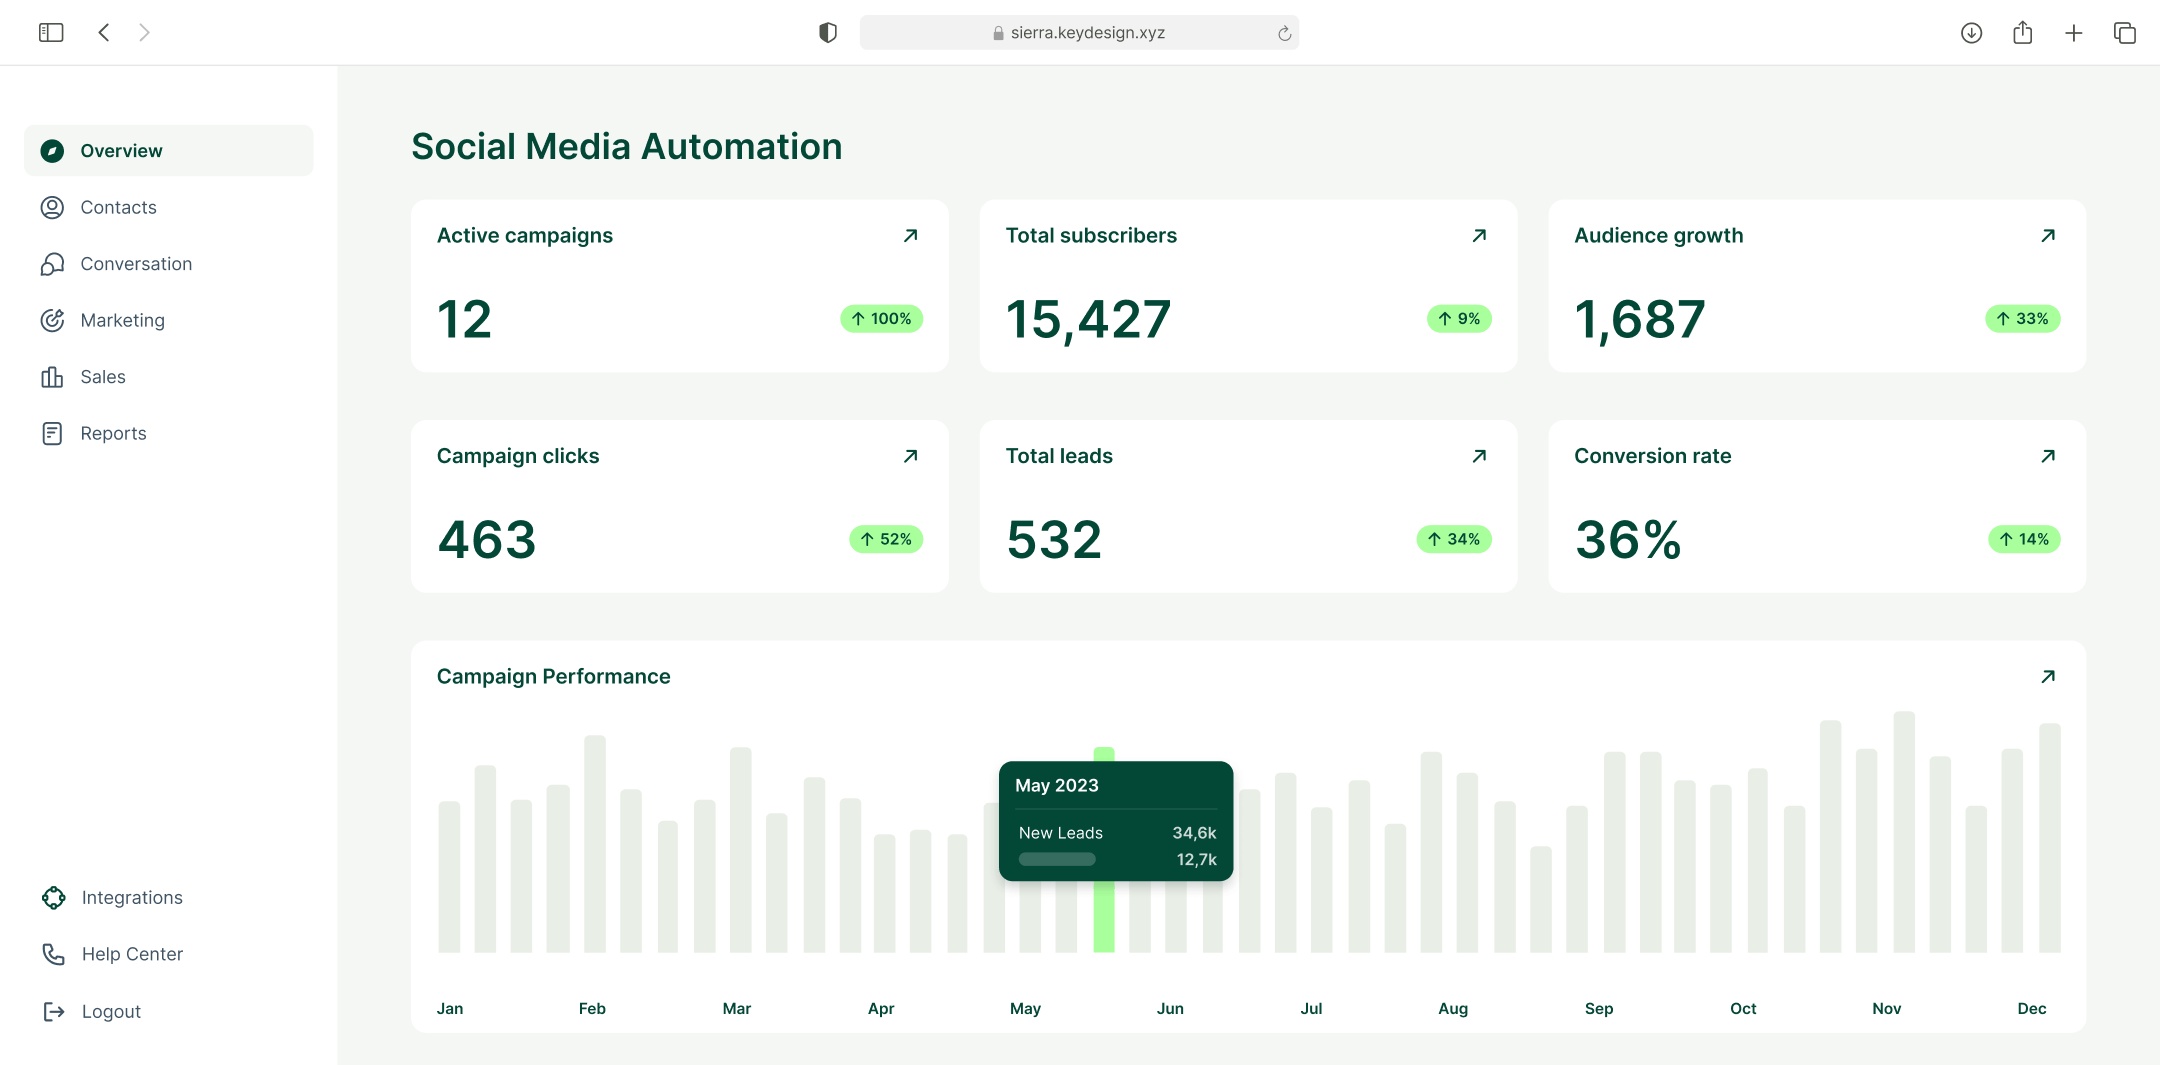 sierra.keydesign.xyz
Overview
Contacts
Conversation
Marketing
Sales
Reports
Integrations
Help Center
Logout
Social Media Automation
Active campaigns
12
↑ 100%
Total subscribers
15,427
↑ 9%
Audience growth
1,687
↑ 33%
Campaign clicks
463
↑ 52%
Total leads
532
↑ 34%
Conversion rate
36%
↑ 14%
Campaign Performance
May 2023
New Leads 34,6k
12,7k
Jan Feb Mar Apr May Jun Jul Aug Sep Oct Nov Dec